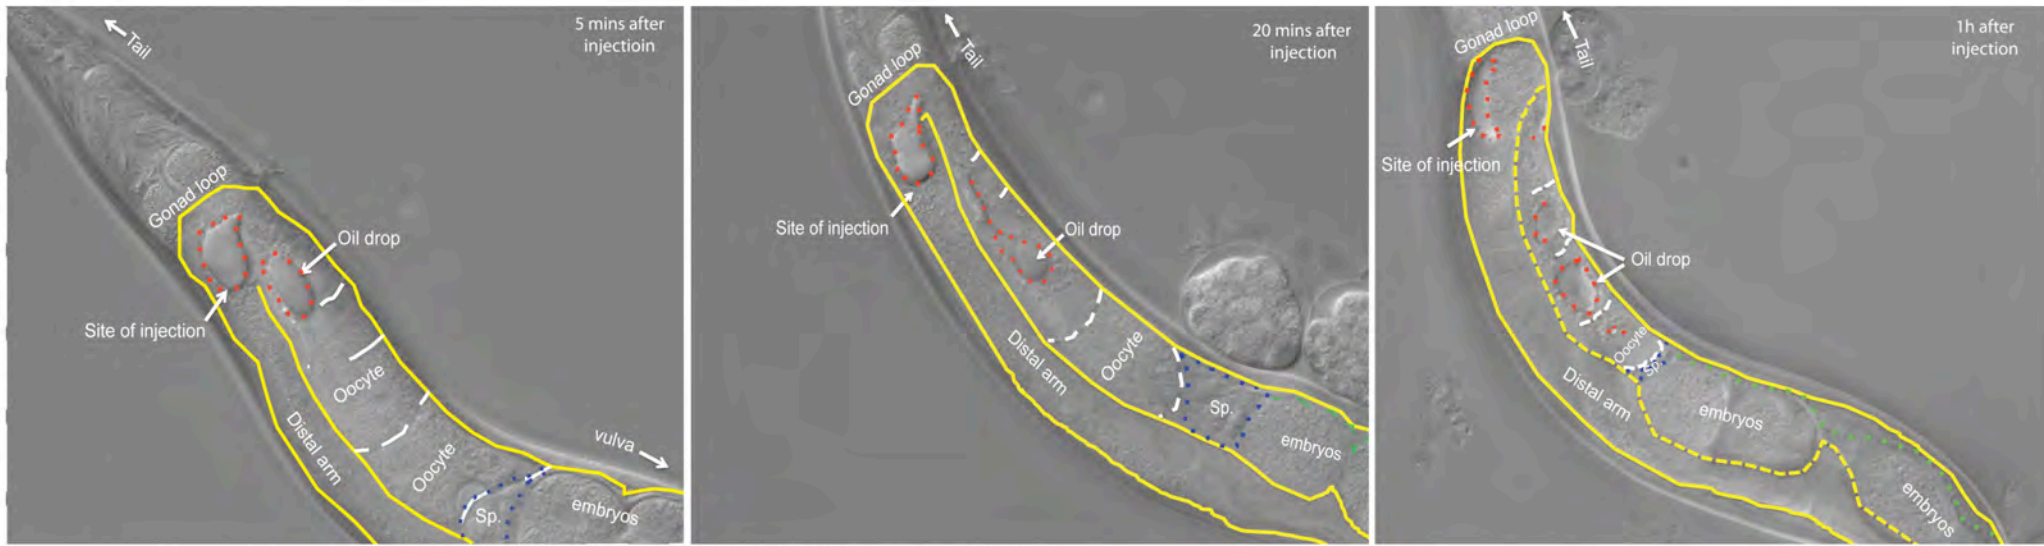 5 mins after
injectioin
Tail
Gonad loop
Oil drop
Site of injection
Oocyte
Distal arm
Oocyte
vulva
Sp.
embryos
20 mins after
injection
Tail
Gonad loop
Site of injection
Oil drop
Distal arm
Oocyte
Sp.
embryos
1h after
injection
Tail
Gonad loop
Site of injection
Oil drop
Oocyte
Sp.
Distal arm
embryos
embryos